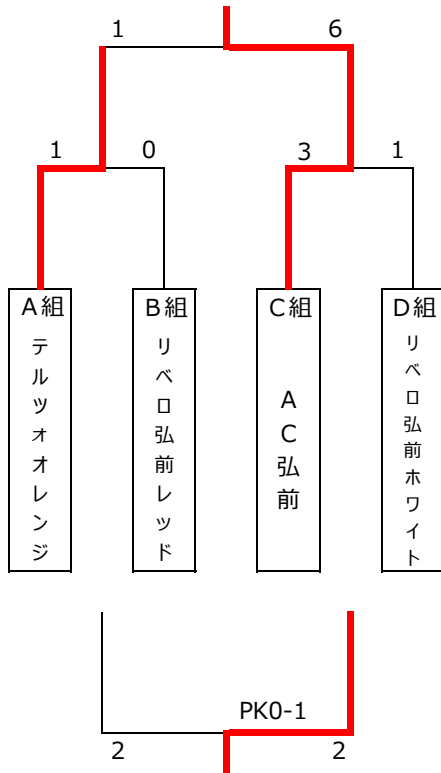 1 6
1 0 3 1
A組 B組 C組 D組
テルツォオレンジ
リベロ弘前レッド
AC弘前
リベロ弘前ホワイト
PK0-1
2 2